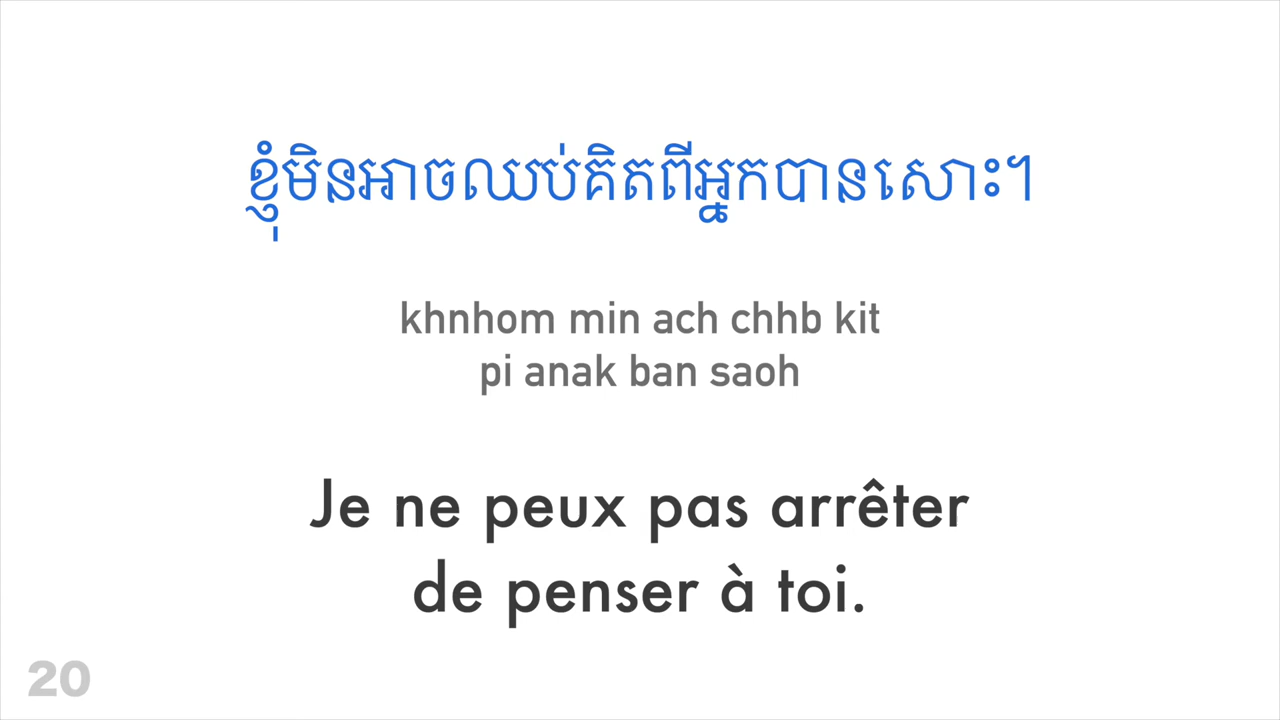 ខ្ញុំមិនអាចឈប់គិតពីអ្នកបានសោះ។
khnhom min ach chhb kit
pi anak ban saoh
Je ne peux pas arrêter
de penser à toi.
20